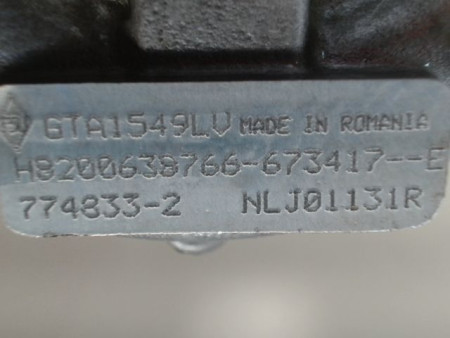 GTA1549LV MADE IN ROMANIA
H8200638766-673417--E
774833-2 NLJ01131R